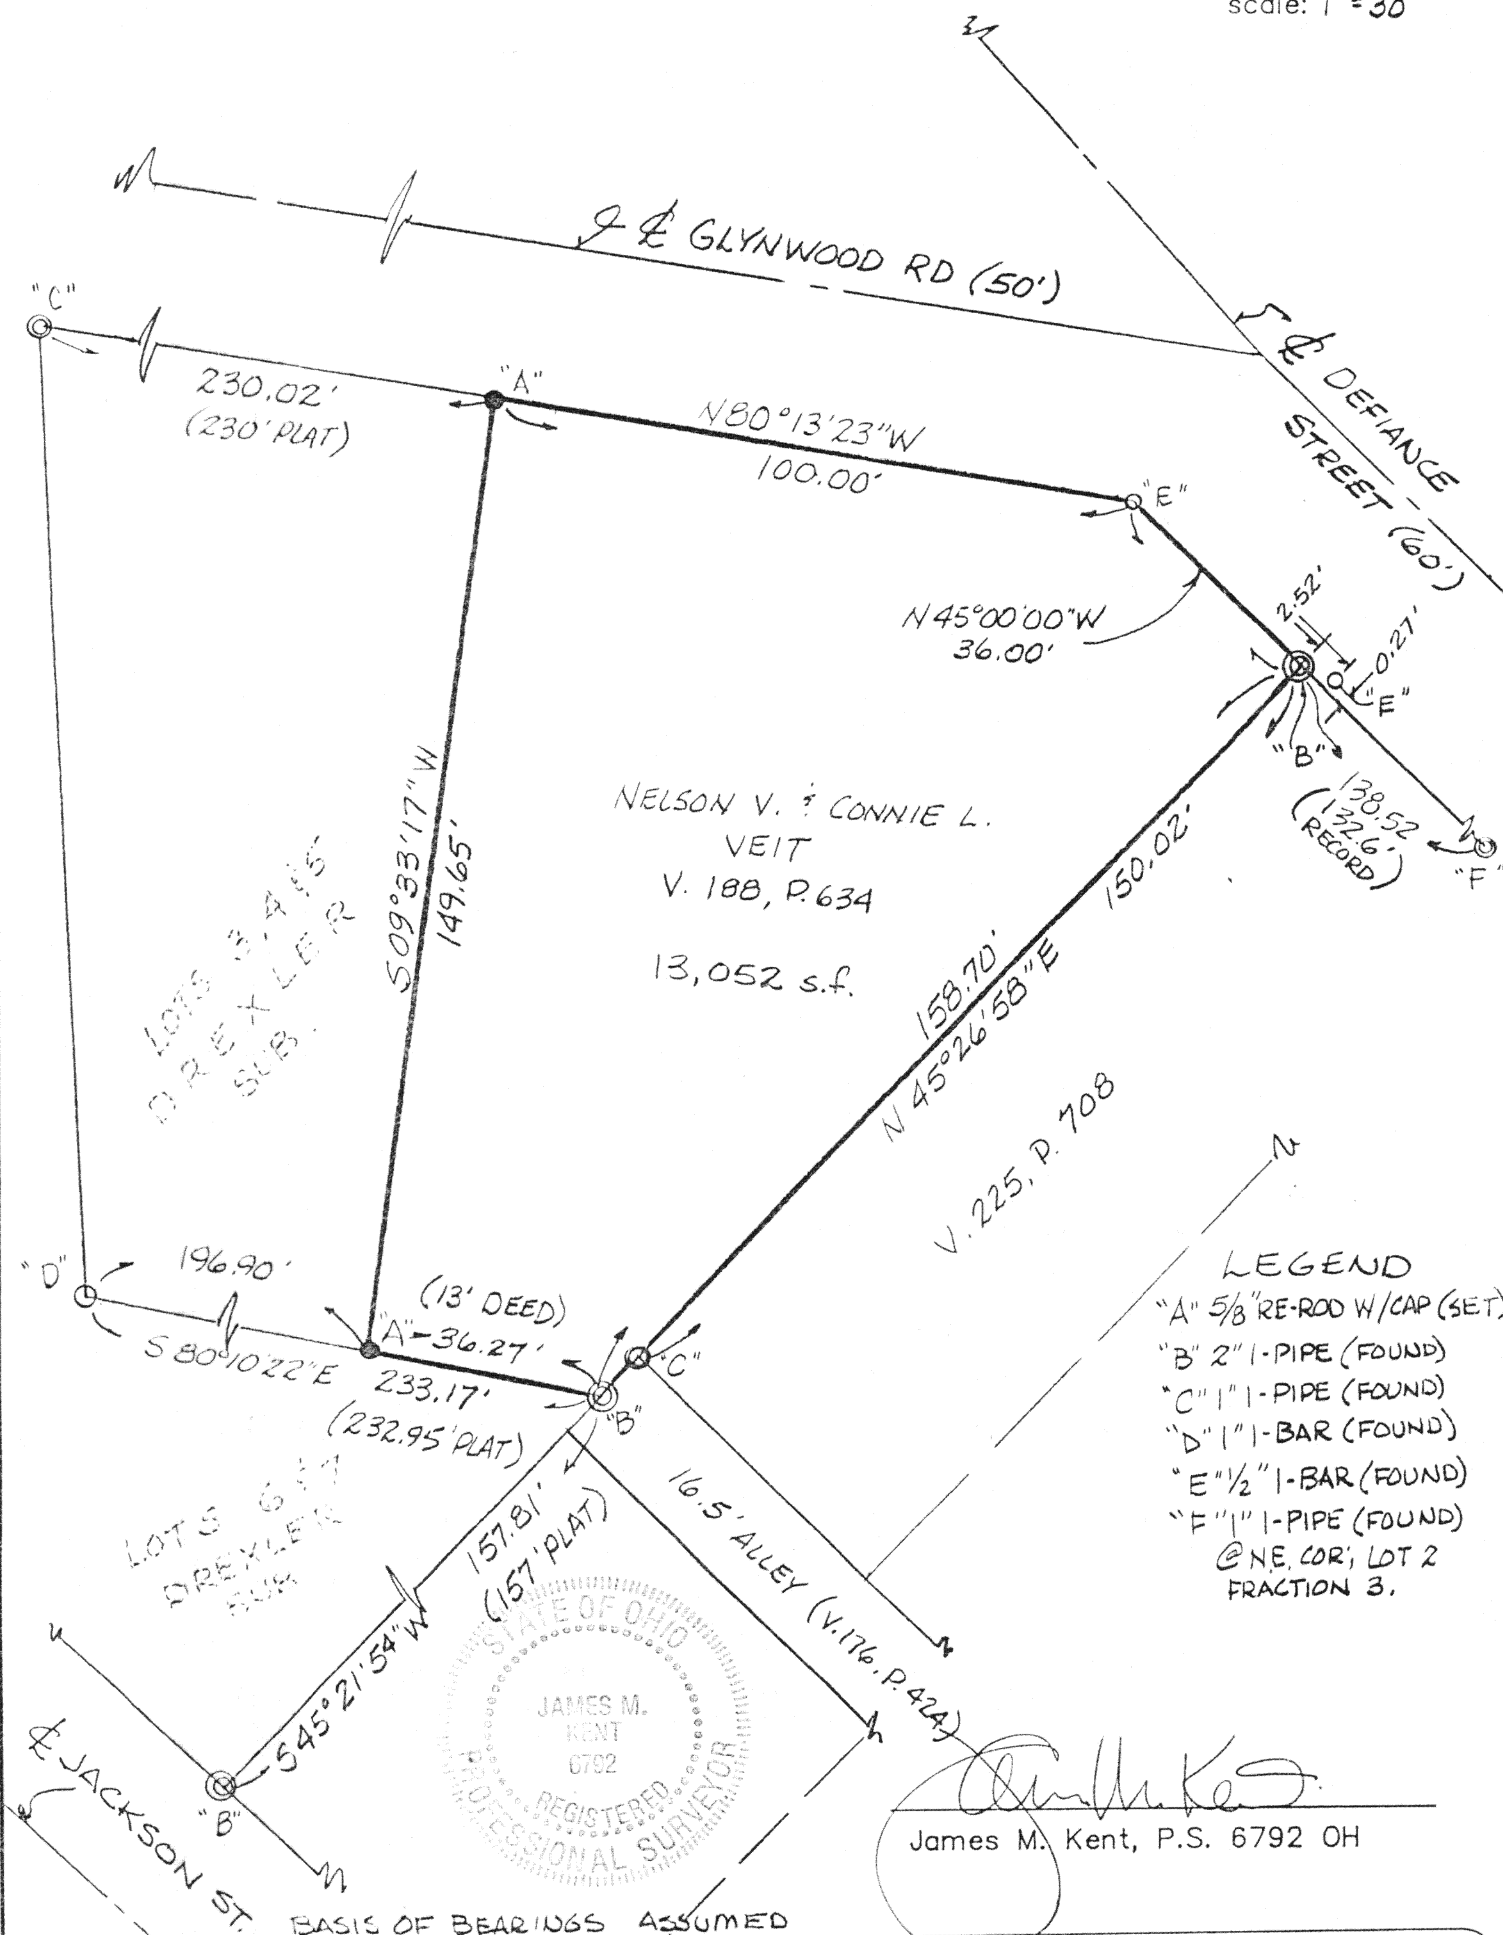 scale: 1"=30
℄ GLYNWOOD RD (50')
℄ DEFIANCE
STREET (60')
"C"
230.02'
(230' PLAT)
"A"
N80°13'23"W
100.00'
"E"
N45°00'00"W
36.00'
2.52'
0.27'
"E"
"B"
138.52
(132.6'
RECORD)
"F"
S09°33'17"W
149.65'
NELSON V. & CONNIE L.
VEIT
V. 188, P. 634
13,052 s.f.
150.02'
158.70'
N 45°26'58"E
LOTS 3,4 & 5
DREXLER
SUB.
V. 225, P. 708
"D"
196.90'
S 80°10'22"E
(13' DEED)
"A"
36.27'
233.17'
(232.95' PLAT)
"C"
"B"
LOTS 6 & 7
DREXLER
SUB
157.81'
(157' PLAT)
S45°21'54"W
16.5' ALLEY (V.176, P. 42A)
"B"
℄ JACKSON ST.
LEGEND
"A" 5/8" RE-ROD W/CAP (SET)
"B" 2" I-PIPE (FOUND)
"C" 1" I-PIPE (FOUND)
"D" 1" I-BAR (FOUND)
"E" 1/2" I-BAR (FOUND)
"F" 1" I-PIPE (FOUND)
@ N.E. COR., LOT 2
FRACTION 3.
STATE OF OHIO
JAMES M.
KENT
6792
REGISTERED
PROFESSIONAL SURVEYOR
James M. Kent, P.S. 6792 OH
BASIS OF BEARINGS ASSUMED